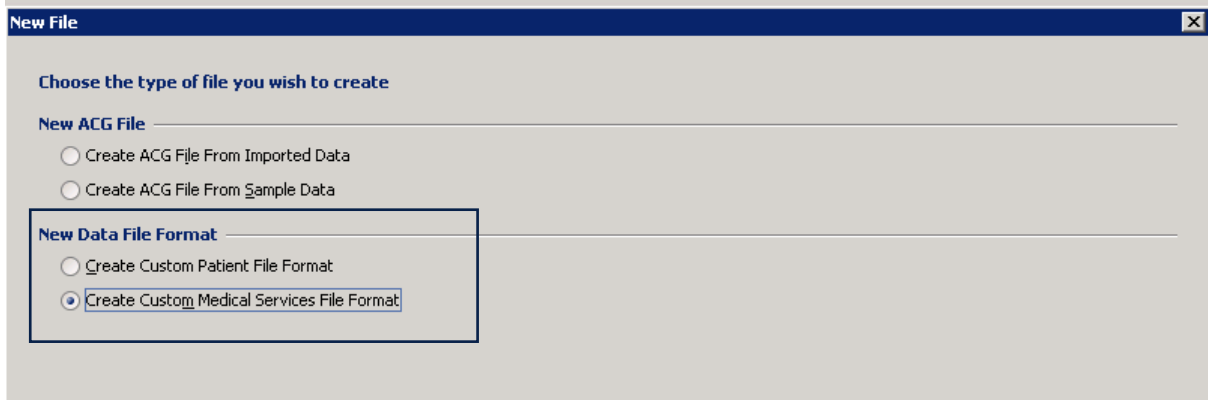 New File
Choose the type of file you wish to create
New ACG File
Create ACG File From Imported Data
Create ACG File From Sample Data
New Data File Format
Create Custom Patient File Format
Create Custom Medical Services File Format